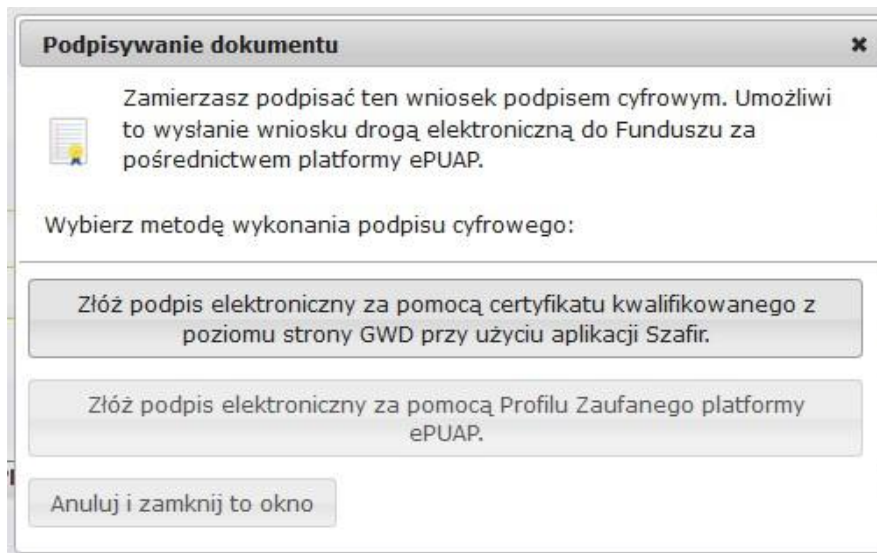 Podpisywanie dokumentu
Zamierzasz podpisać ten wniosek podpisem cyfrowym. Umożliwi
to wysłanie wniosku drogą elektroniczną do Funduszu za
pośrednictwem platformy ePUAP.
Wybierz metodę wykonania podpisu cyfrowego:
Złóż podpis elektroniczny za pomocą certyfikatu kwalifikowanego z
poziomu strony GWD przy użyciu aplikacji Szafir.
Złóż podpis elektroniczny za pomocą Profilu Zaufanego platformy
ePUAP.
Anuluj i zamknij to okno